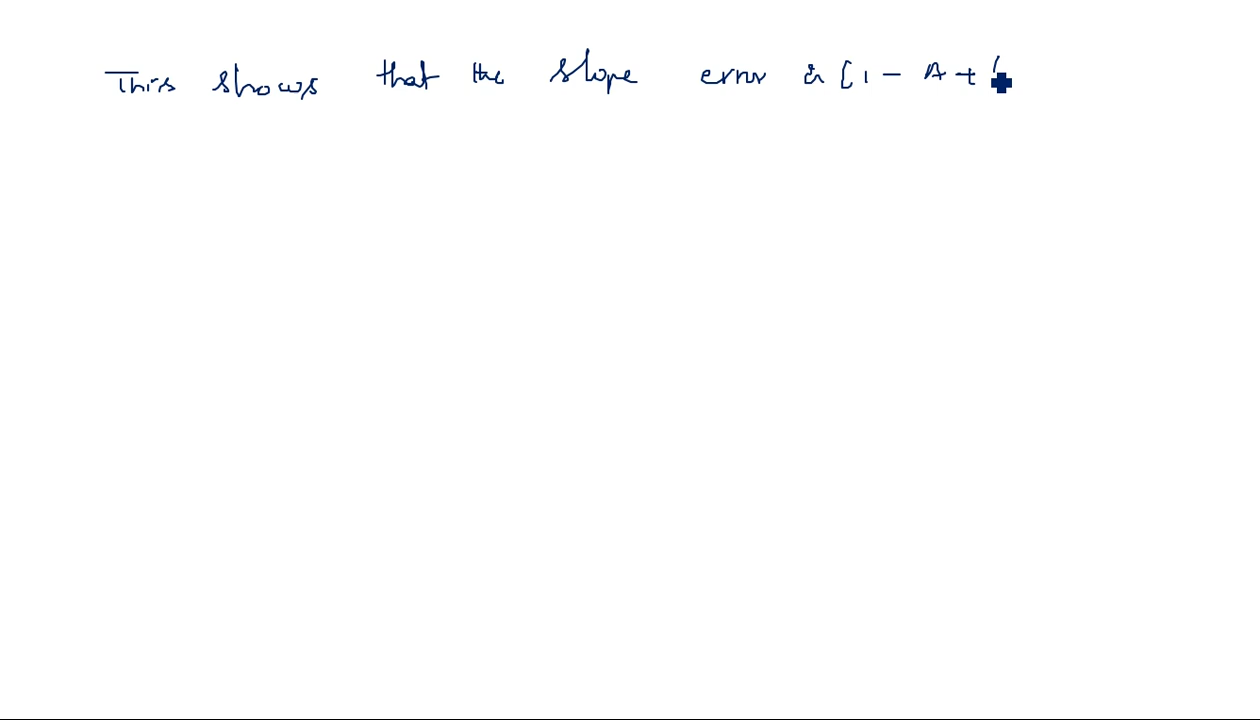 This shows that the slope error is [1 - A + (